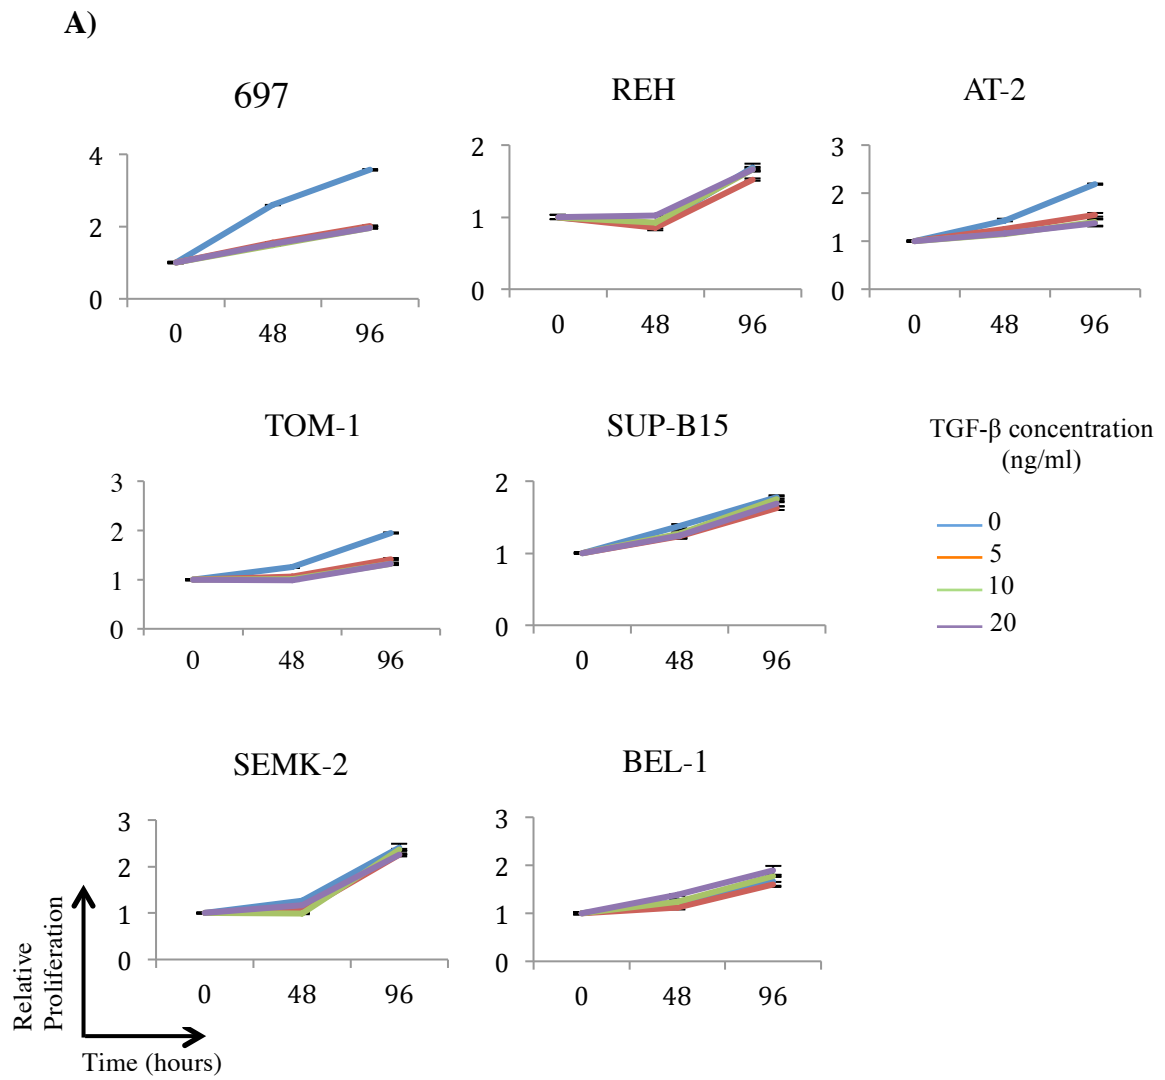 A)
697
4
2
0
0 48 96
REH
2
1
0
0 48 96
AT-2
3
2
1
0
0 48 96
TOM-1
3
2
1
0
0 48 96
SUP-B15
2
1
0
0 48 96
TGF-β concentration
(ng/ml)
0
5
10
20
SEMK-2
3
2
1
0
0 48 96
BEL-1
3
2
1
0
0 48 96
Relative
Proliferation
Time (hours)